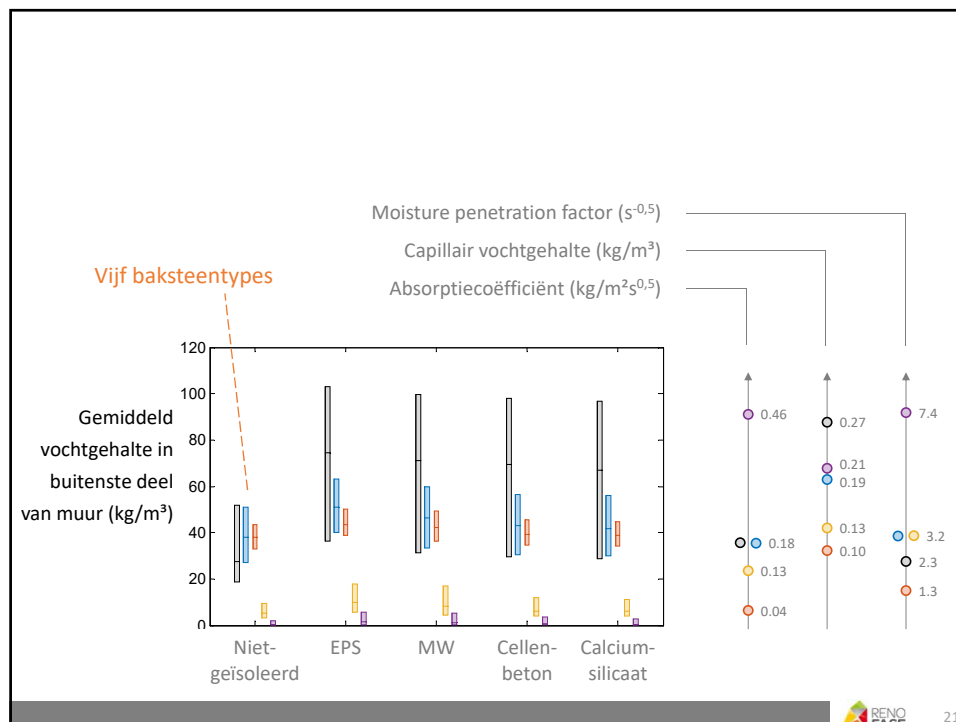 Moisture penetration factor (s⁻⁰,⁵)
Capillair vochtgehalte (kg/m³)
Absorptiecoëfficiënt (kg/m²s⁰,⁵)
Vijf baksteentypes
Gemiddeld
vochtgehalte in
buitenste deel
van muur (kg/m³)
120
100
80
60
40
20
0
Niet-
geïsoleerd
EPS
MW
Cellen-
beton
Calcium-
silicaat
0.46
0.18
0.13
0.04
0.27
0.21
0.19
0.13
0.10
7.4
3.2
2.3
1.3
RENO
EASE
21